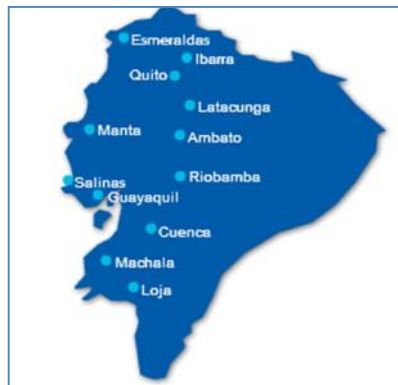 Esmeraldas
Ibarra
Quito
Latacunga
Manta
Ambato
Salinas
Riobamba
Guayaquil
Cuenca
Machala
Loja